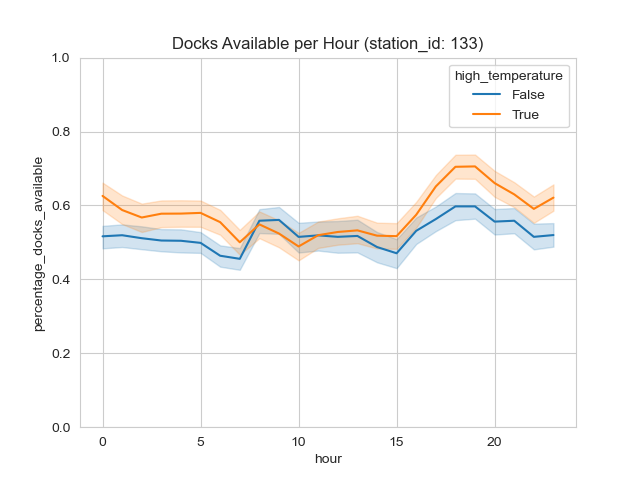 Docks Available per Hour (station_id: 133)
high_temperature
False
True
percentage_docks_available
1.0
0.8
0.6
0.4
0.2
0.0
0
5
10
15
20
hour